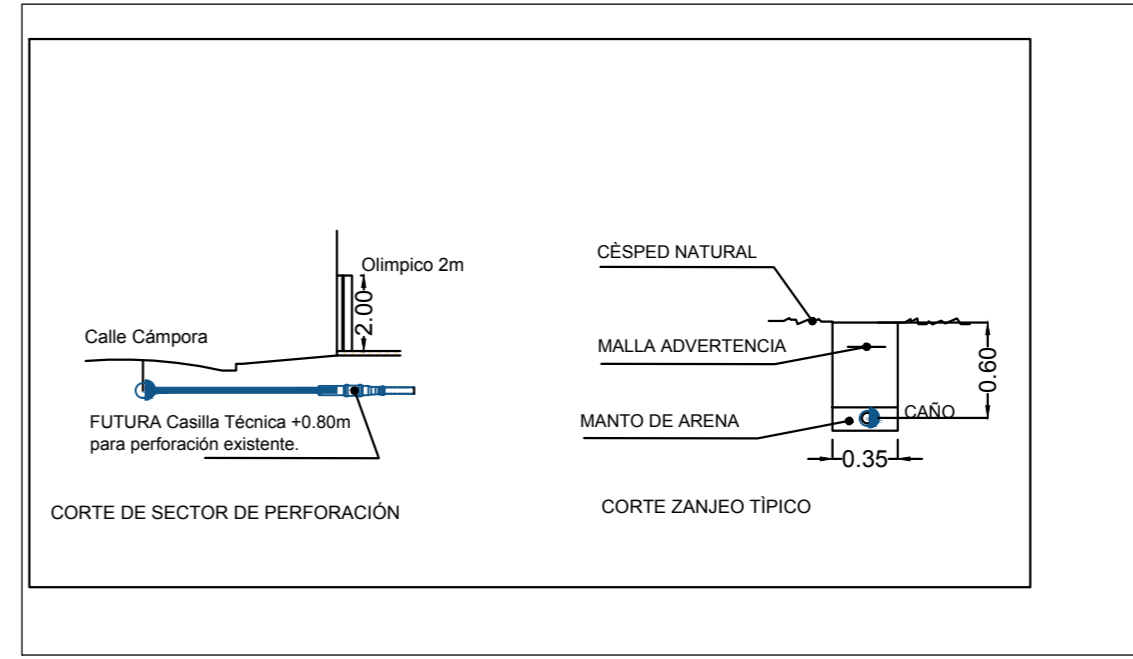 Olimpico 2m
2.00
Calle Cámpora
FUTURA Casilla Técnica +0.80m
para perforación existente.
CORTE DE SECTOR DE PERFORACIÓN
CÈSPED NATURAL
MALLA ADVERTENCIA
0.60
MANTO DE ARENA
CAÑO
0.35
CORTE ZANJEO TÌPICO